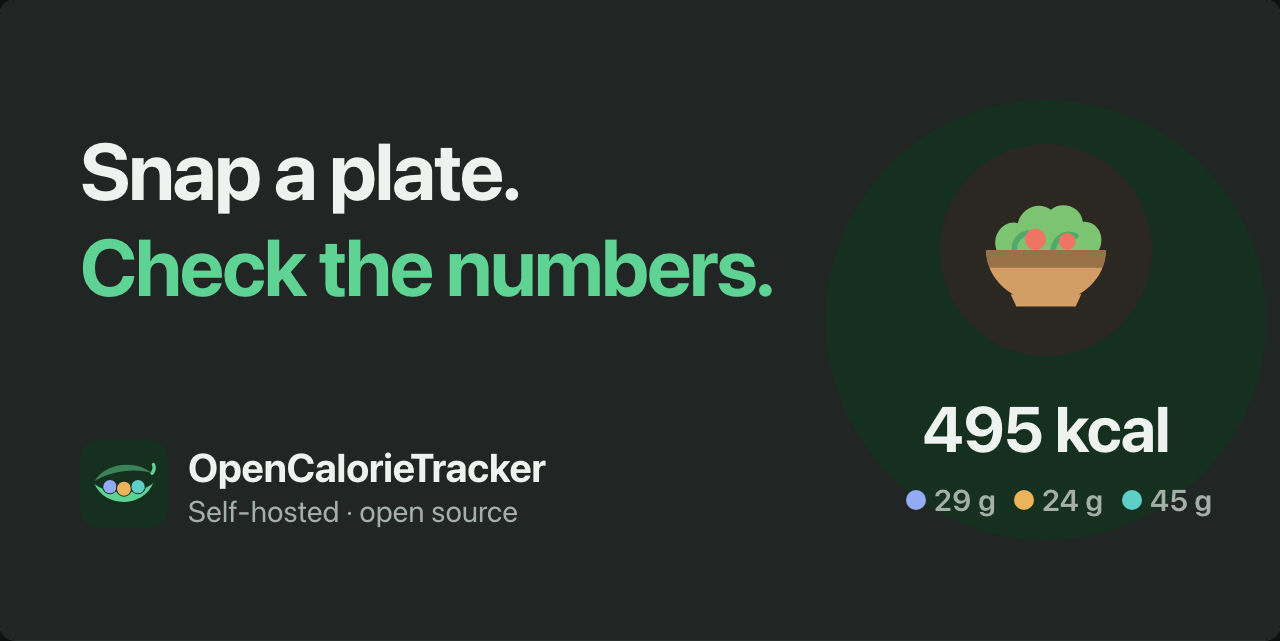 Snap a plate.
Check the numbers.
OpenCalorieTracker
Self-hosted · open source
495 kcal
29 g 24 g 45 g